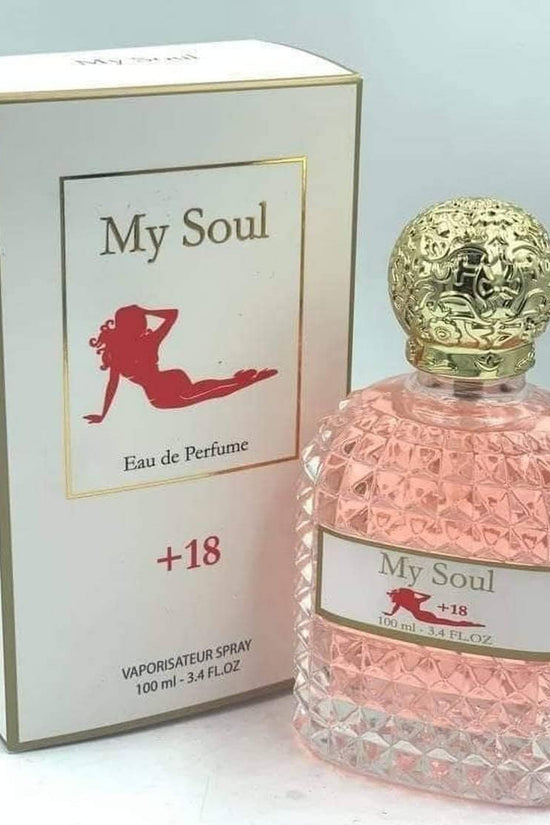 My Soul
My Soul
Eau de Perfume
+18
VAPORISATEUR SPRAY
100 ml - 3.4 FL.OZ
My Soul
+18
100 ml - 3.4 FL.OZ